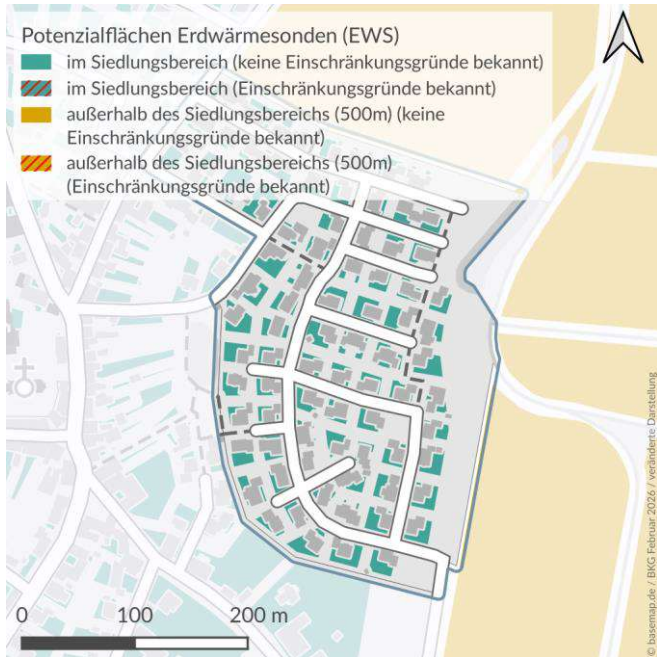 Potenzialflächen Erdwärmesonden (EWS)
im Siedlungsbereich (keine Einschränkungsgründe bekannt)
im Siedlungsbereich (Einschränkungsgründe bekannt)
außerhalb des Siedlungsbereichs (500m) (keine
Einschränkungsgründe bekannt)
außerhalb des Siedlungsbereichs (500m)
(Einschränkungsgründe bekannt)
© basemap.de / BKG Februar 2026 / veränderte Darstellung
0 100 200 m